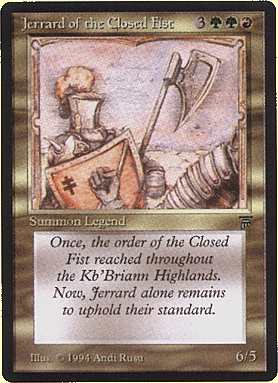 Jerrard of the Closed Fist 3
Summon Legend
Once, the order of the Closed
Fist reached throughout
the Kb'Briann Highlands.
Now, Jerrard alone remains
to uphold their standard.
Illus. © 1994 Andi Rusu 6/5